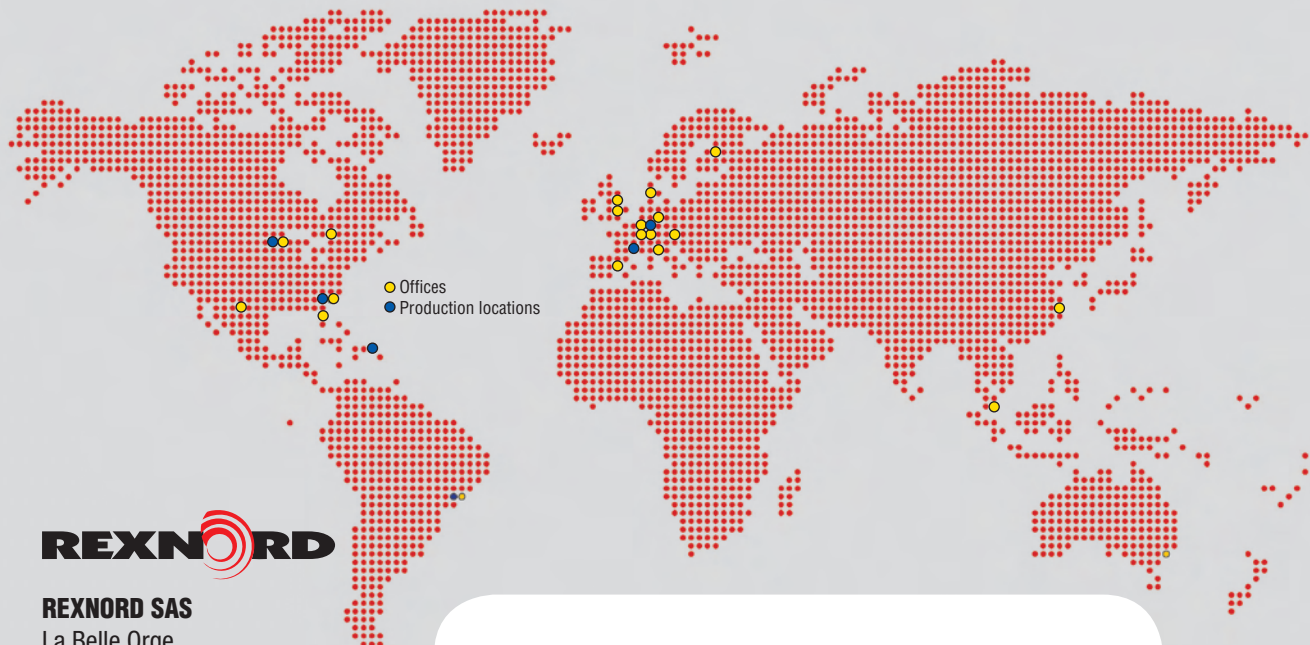 Offices
Production locations
REXNORD
REXNORD SAS
La Belle Orge